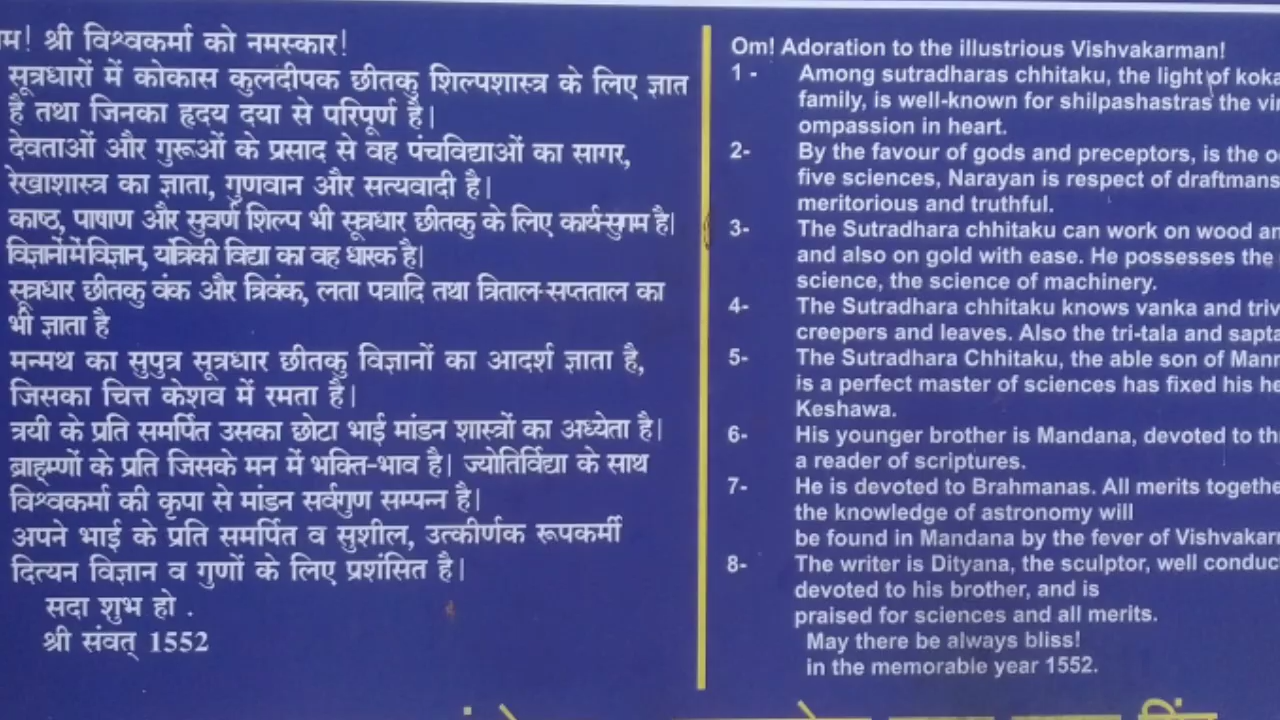 म! श्री विश्वकर्मा को नमस्कार!
सूत्रधारों में कोकास कुलदीपक छीतकु शिल्पशास्त्र के लिए ज्ञात
है तथा जिनका हृदय दया से परिपूर्ण है।
देवताओं और गुरूओं के प्रसाद से वह पंचविद्याओं का सागर,
रेखाशास्त्र का ज्ञाता, गुणवान और सत्यवादी है।
काष्ठ, पाषाण और सुवर्ण शिल्प भी सूत्रधार छीतकु के लिए कार्यसुगम है।
विज्ञानोंमेंविज्ञान, यंत्रिकी विद्या का वह धारक है।
सूत्रधार छीतकु वंक और त्रिवंक, लता पत्रादि तथा त्रिताल-सप्तताल का
भी ज्ञाता है
मन्मथ का सुपुत्र सूत्रधार छीतकु विज्ञानों का आदर्श ज्ञाता है,
जिसका चित्त केशव में रमता है।
त्रयी के प्रति समर्पित उसका छोटा भाई मांडन शास्त्रों का अध्येता है।
ब्राह्म्णों के प्रति जिसके मन में भक्ति-भाव है। ज्योतिर्विद्या के साथ
विश्वकर्मा की कृपा से मांडन सर्वगुण सम्पन्न है।
अपने भाई के प्रति समर्पित व सुशील, उत्कीर्णक रूपकर्मी
दित्यन विज्ञान व गुणों के लिए प्रशंसित है।
सदा शुभ हो .
श्री संवत् 1552
Om! Adoration to the illustrious Vishvakarman!
1 - Among sutradharas chhitaku, the light of koka
family, is well-known for shilpashastras the vi
ompassion in heart.
2- By the favour of gods and preceptors, is the o
five sciences, Narayan is respect of draftmans
meritorious and truthful.
3- The Sutradhara chhitaku can work on wood an
and also on gold with ease. He possesses the
science, the science of machinery.
4- The Sutradhara chhitaku knows vanka and triv
creepers and leaves. Also the tri-tala and sapta
5- The Sutradhara Chhitaku, the able son of Manm
is a perfect master of sciences has fixed his he
Keshawa.
6- His younger brother is Mandana, devoted to th
a reader of scriptures.
7- He is devoted to Brahmanas. All merits togethe
the knowledge of astronomy will
be found in Mandana by the fever of Vishvakar
8- The writer is Dityana, the sculptor, well conduc
devoted to his brother, and is
praised for sciences and all merits.
May there be always bliss!
in the memorable year 1552.